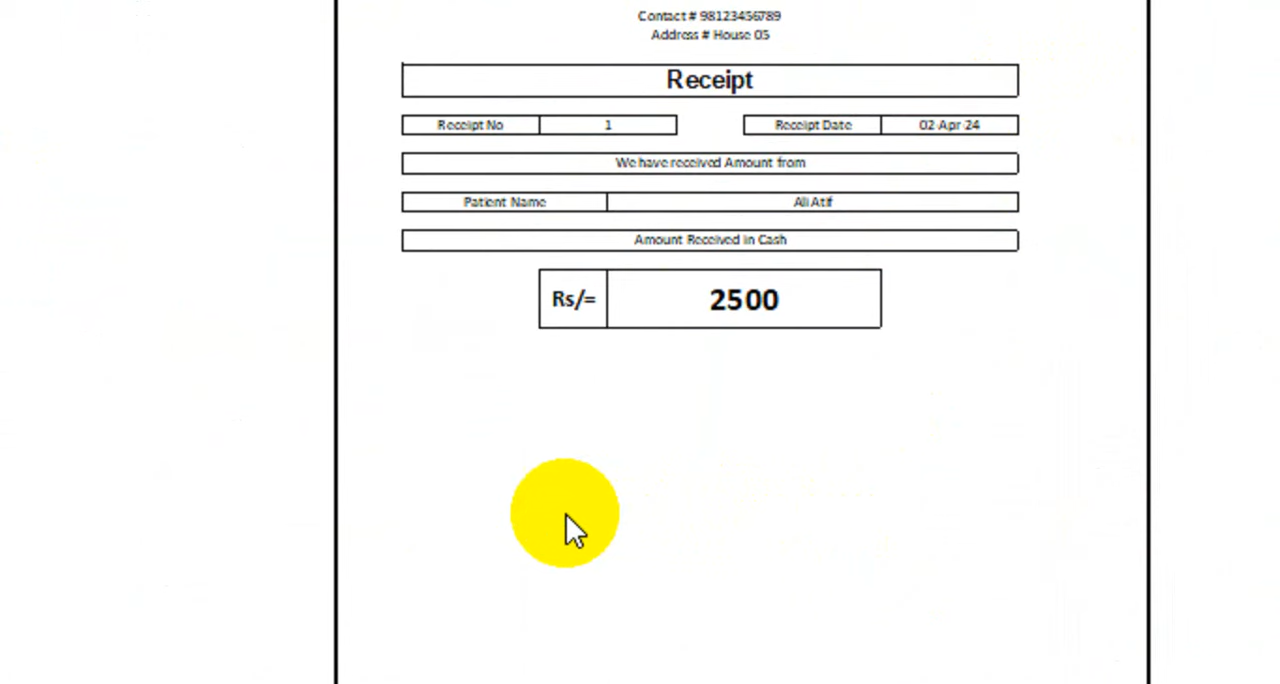 Contact # 98123456789
Address # House 05
Receipt
Receipt No 1 Receipt Date 02-Apr-24
We have received Amount from
Patient Name Ali Atif
Amount Received in Cash
Rs/= 2500